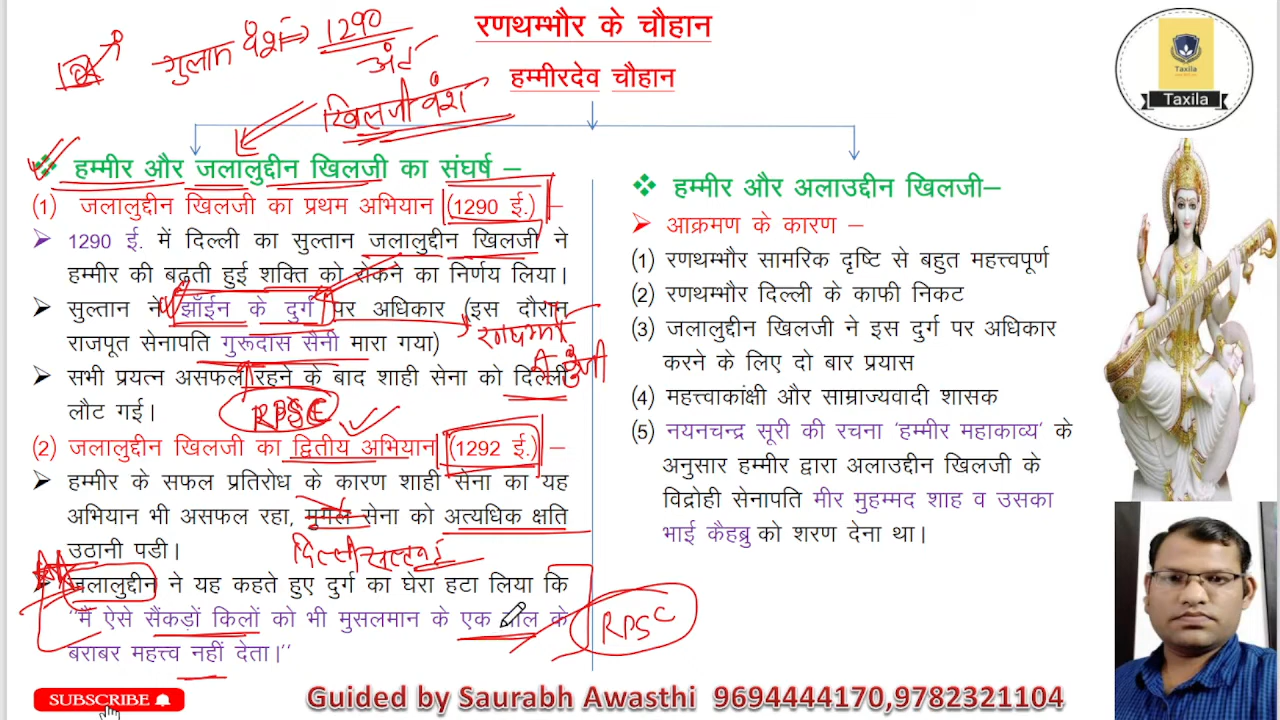 रणथम्भौर के चौहान
हम्मीरदेव चौहान
गुलाम वंश ⇒ 1290
अंत
खिलजी वंश
Taxila
Taxila
❖ हम्मीर और जलालुद्दीन खिलजी का संघर्ष –
(1) जलालुद्दीन खिलजी का प्रथम अभियान (1290 ई.) –
➢ 1290 ई. में दिल्ली का सुल्तान जलालुद्दीन खिलजी ने
हम्मीर की बढ़ती हुई शक्ति को रोकने का निर्णय लिया।
➢ सुल्तान ने झाँईन के दुर्ग पर अधिकार (इस दौरान
राजपूत सेनापति गुरूदास सैनी मारा गया)
➢ सभी प्रयत्न असफल रहने के बाद शाही सेना को दिल्ली
लौट गई।
RPSC
(2) जलालुद्दीन खिलजी का द्वितीय अभियान (1292 ई.) –
➢ हम्मीर के सफल प्रतिरोध के कारण शाही सेना का यह
अभियान भी असफल रहा, मुगल सेना को अत्यधिक क्षति
उठानी पडी।
दिल्ली सल्तनत
➢ जलालुद्दीन ने यह कहते हुए दुर्ग का घेरा हटा लिया कि
‘‘मैं ऐसे सैंकड़ों किलों को भी मुसलमान के एक बाल के
बराबर महत्त्व नहीं देता।‘‘
RPSC
❖ हम्मीर और अलाउद्दीन खिलजी–
➢ आक्रमण के कारण –
(1) रणथम्भौर सामरिक दृष्टि से बहुत महत्त्वपूर्ण
(2) रणथम्भौर दिल्ली के काफी निकट
(3) जलालुद्दीन खिलजी ने इस दुर्ग पर अधिकार
करने के लिए दो बार प्रयास
(4) महत्त्वाकांक्षी और साम्राज्यवादी शासक
(5) नयनचन्द्र सूरी की रचना ‘हम्मीर महाकाव्य’ के
अनुसार हम्मीर द्वारा अलाउद्दीन खिलजी के
विद्रोही सेनापति मीर मुहम्मद शाह व उसका
भाई कैहब्रु को शरण देना था।
SUBSCRIBE
Guided by Saurabh Awasthi 9694444170,9782321104